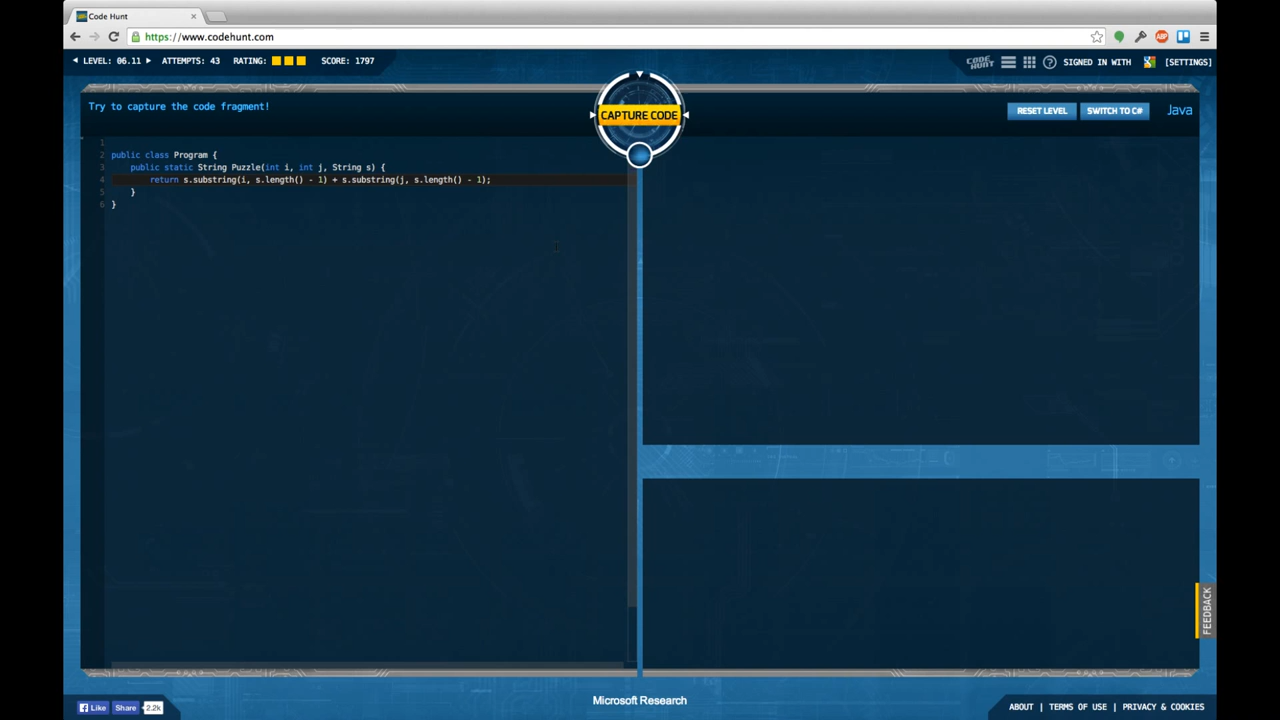 Code Hunt
https://www.codehunt.com
ABP
LEVEL: 06.11 ATTEMPTS: 43 RATING: SCORE: 1797
CODE HUNT SIGNED IN WITH [SETTINGS]
Try to capture the code fragment!
CAPTURE CODE
RESET LEVEL SWITCH TO C# Java
1
2 public class Program {
3 public static String Puzzle(int i, int j, String s) {
4 return s.substring(i, s.length() - 1) + s.substring(j, s.length() - 1);
5 }
6 }
FEEDBACK
Microsoft Research
Like Share 2.2k
ABOUT | TERMS OF USE | PRIVACY & COOKIES